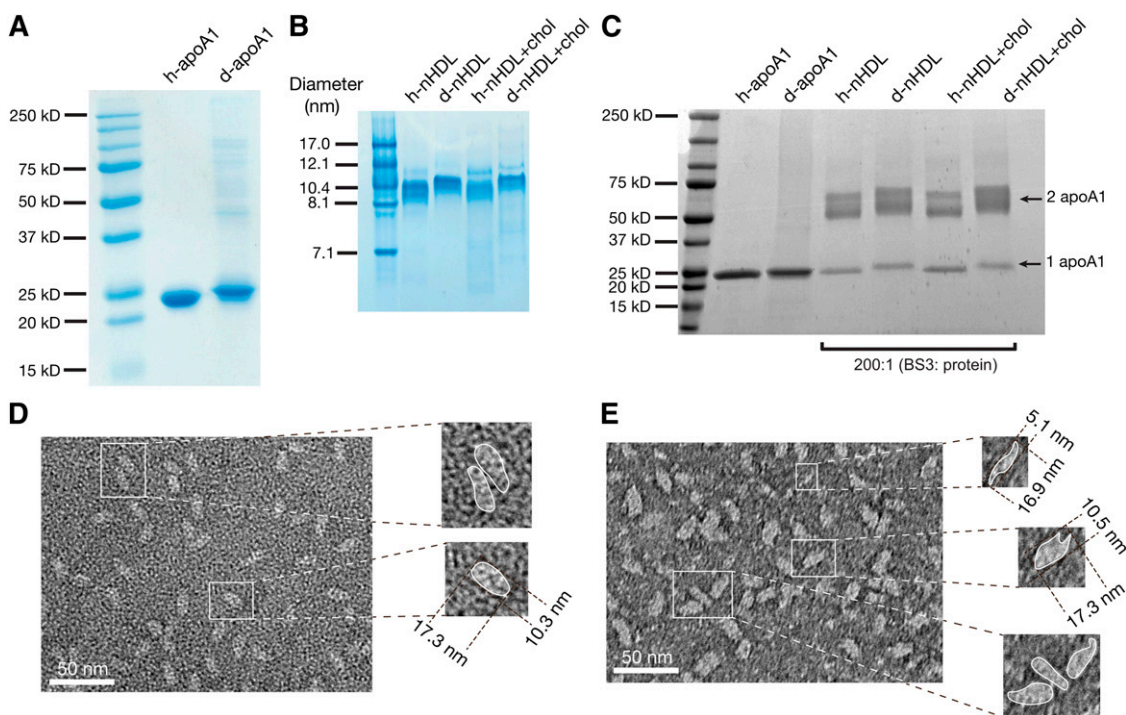 A
h-apoA1
d-apoA1
250 kD
75 kD
50 kD
37 kD
25 kD
20 kD
15 kD
B
Diameter
(nm)
h-nHDL
d-nHDL
h-nHDL+chol
d-nHDL+chol
17.0
12.1
10.4
8.1
7.1
C
h-apoA1
d-apoA1
h-nHDL
d-nHDL
h-nHDL+chol
d-nHDL+chol
250 kD
75 kD
50 kD
37 kD
25 kD
20 kD
15 kD
2 apoA1
1 apoA1
200:1 (BS3: protein)
D
17.3 nm
10.3 nm
50 nm
E
5.1 nm
16.9 nm
10.5 nm
17.3 nm
50 nm